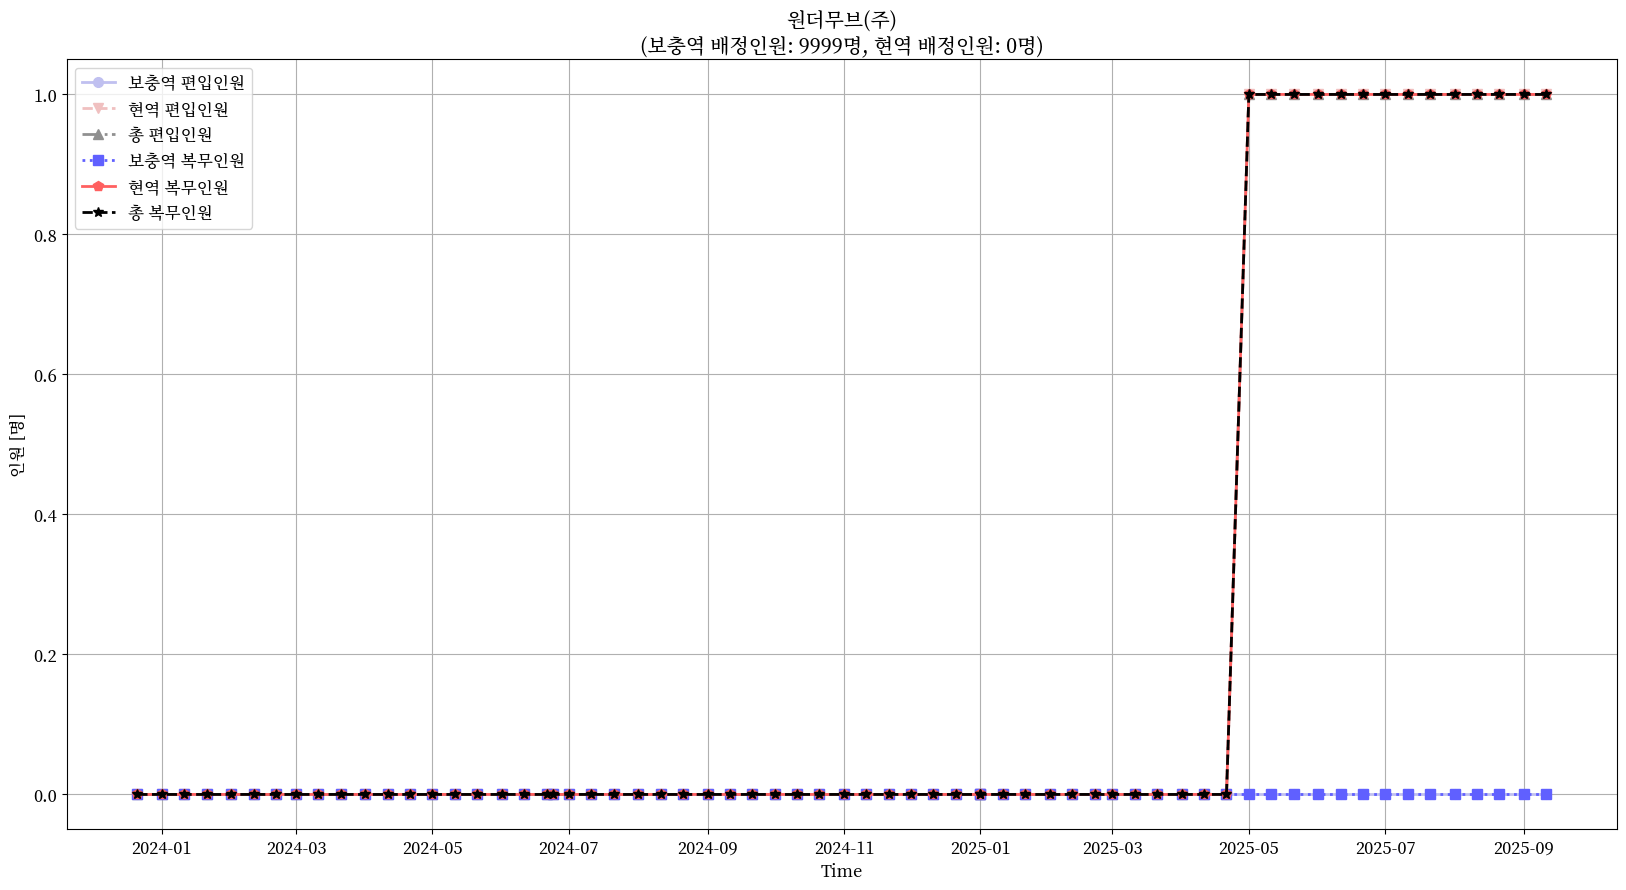 원더무브(주)
(보충역 배정인원: 9999명, 현역 배정인원: 0명)
보충역 편입인원
현역 편입인원
총 편입인원
보충역 복무인원
현역 복무인원
총 복무인원
1.0
0.8
0.6
0.4
0.2
0.0
인원 [명]
2024-01 2024-03 2024-05 2024-07 2024-09 2024-11 2025-01 2025-03 2025-05 2025-07 2025-09
Time